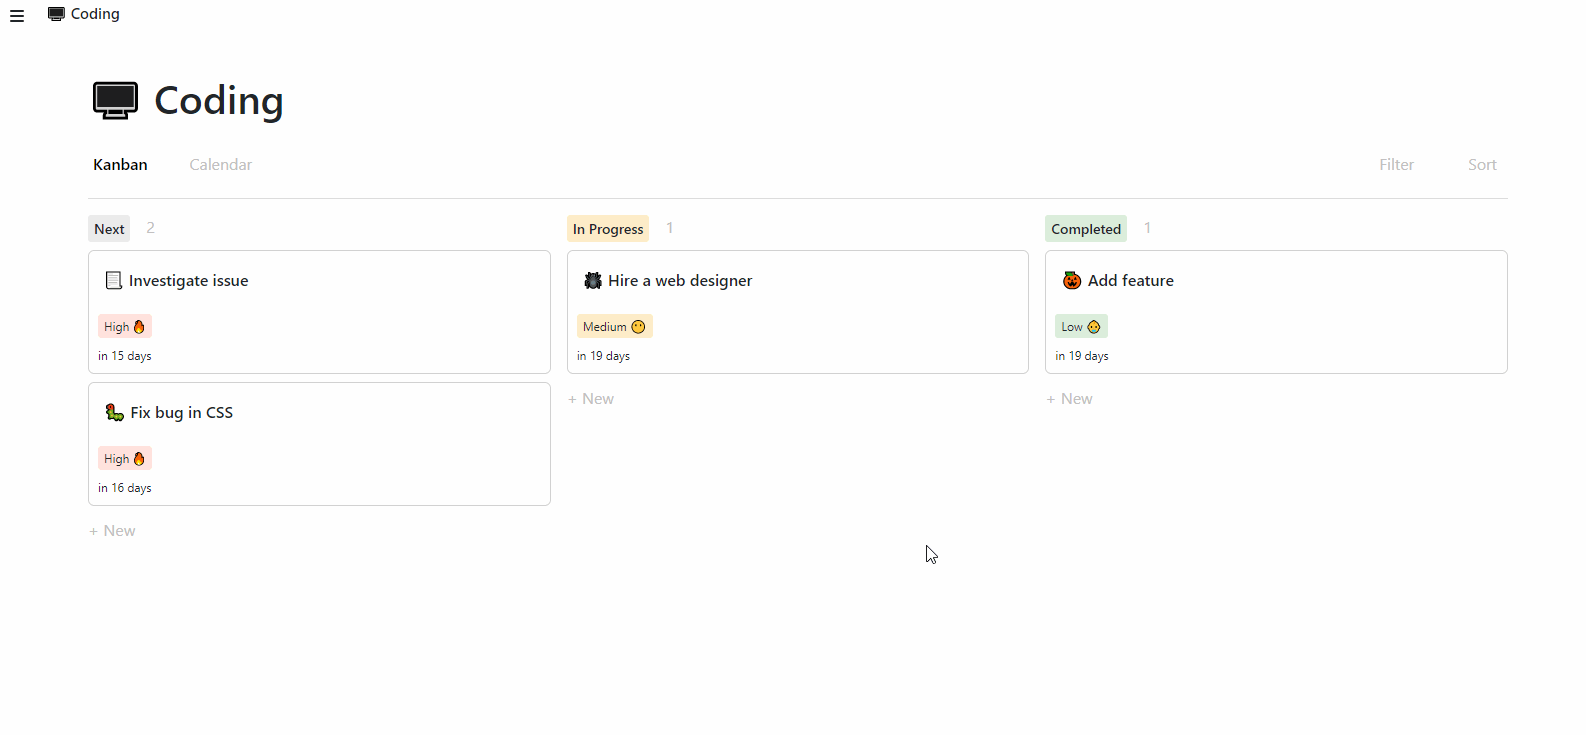 Coding
Coding
Kanban Calendar Filter Sort
Next 2
Investigate issue
High
in 15 days
Fix bug in CSS
High
in 16 days
+ New
In Progress 1
Hire a web designer
Medium
in 19 days
+ New
Completed 1
Add feature
Low
in 19 days
+ New